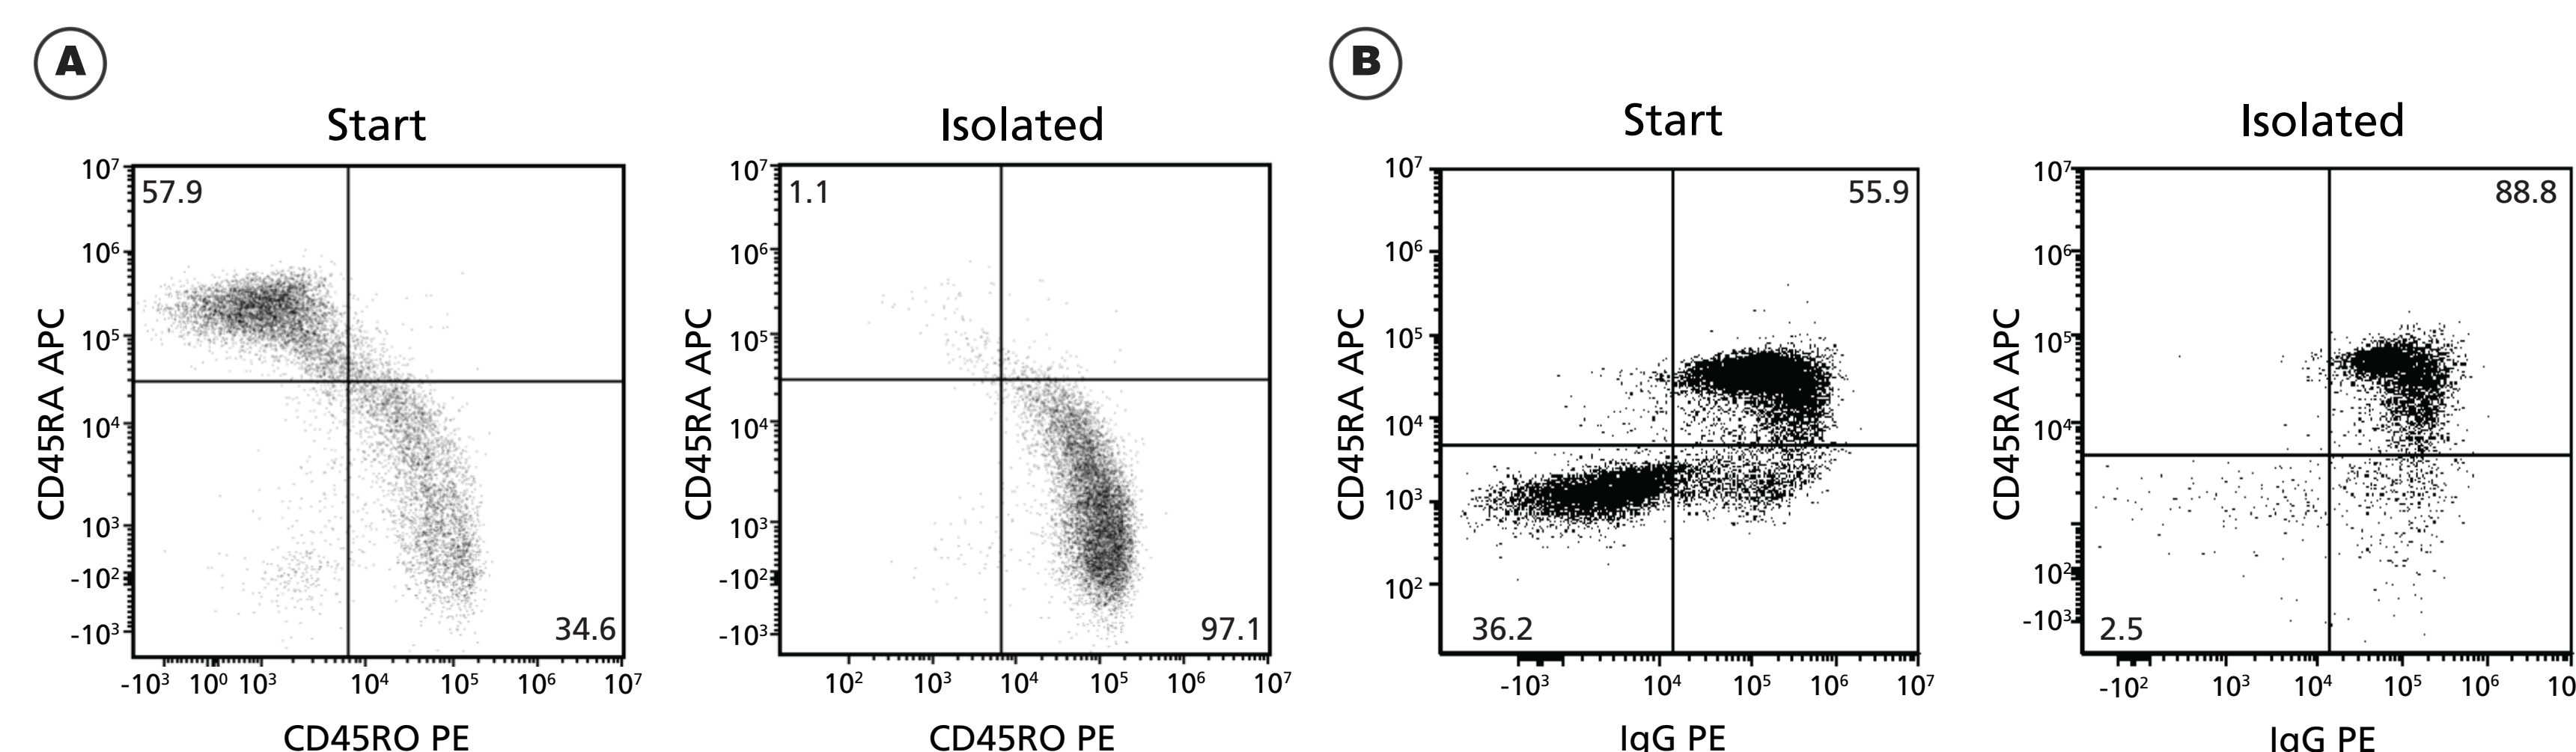 A
B
Start
Isolated
Start
Isolated
10⁷
10⁶
10⁵
10⁴
10³
-10²
-10³
CD45RA APC
57.9
34.6
-10³ 10⁰ 10³ 10⁴ 10⁵ 10⁶ 10⁷
CD45RO PE
10⁷
10⁶
10⁵
10⁴
10³
-10²
-10³
CD45RA APC
1.1
97.1
10² 10³ 10⁴ 10⁵ 10⁶ 10⁷
CD45RO PE
10⁷
10⁶
10⁵
10⁴
10³
10²
CD45RA APC
55.9
36.2
-10³ 10⁴ 10⁵ 10⁶ 10⁷
IgG PE
10⁷
10⁶
10⁵
10⁴
10²
-10³
CD45RA APC
88.8
2.5
-10² 10³ 10⁴ 10⁵ 10⁶ 10
IgG PE